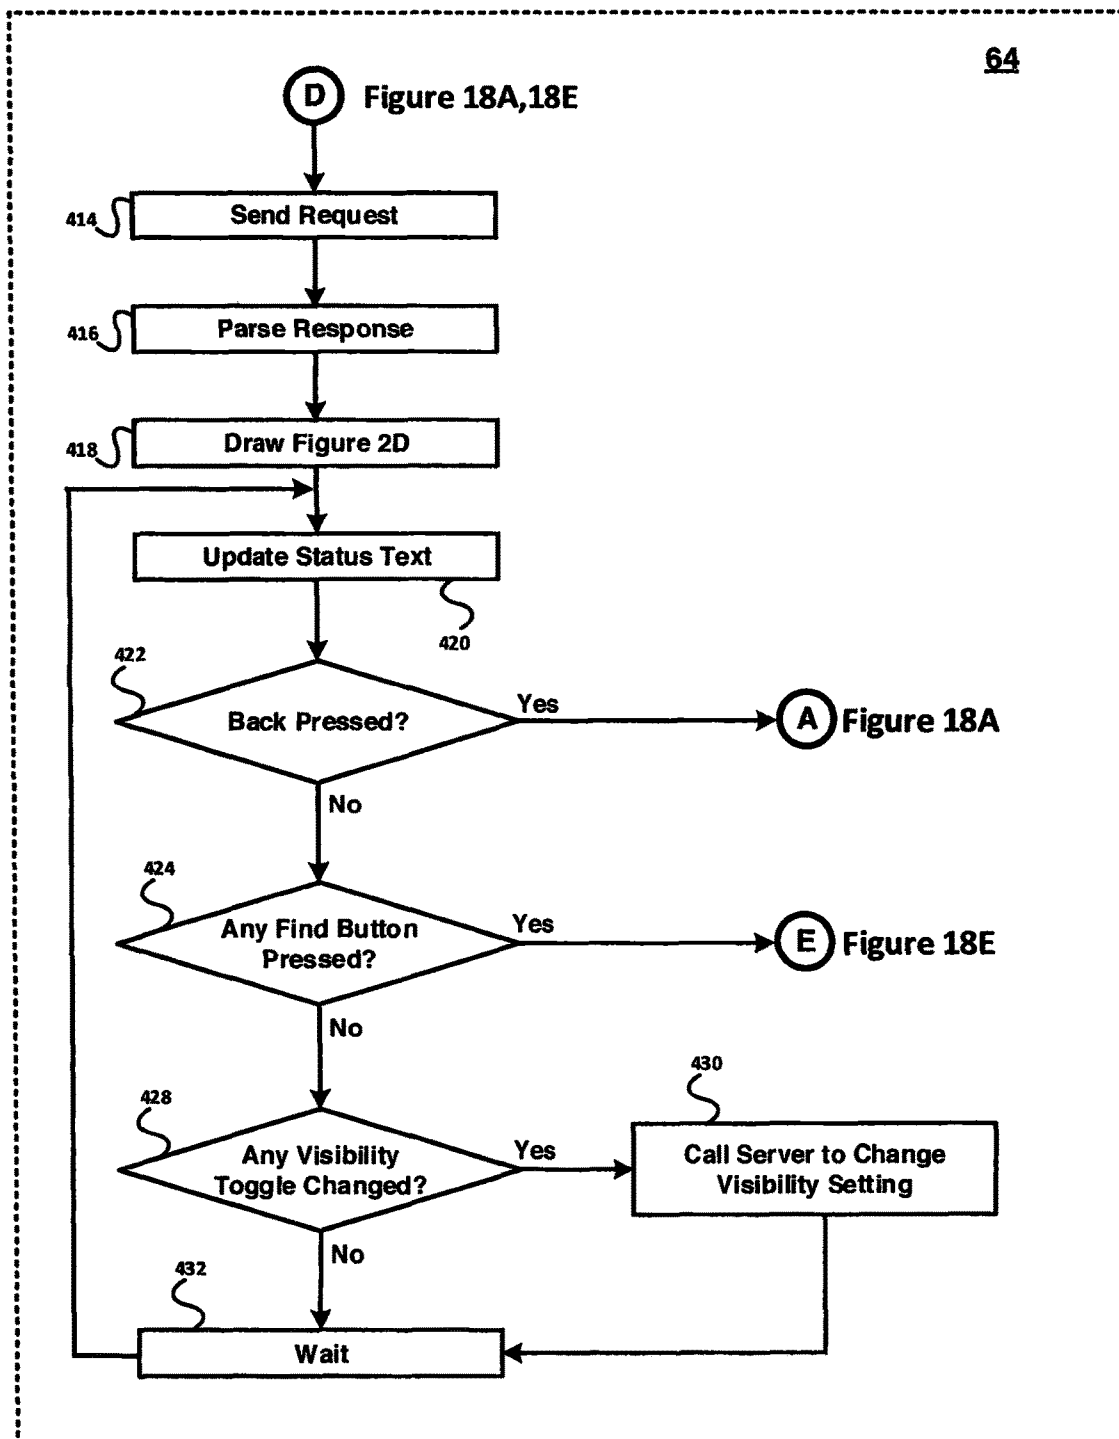 64
D Figure 18A,18E
414 Send Request
416 Parse Response
418 Draw Figure 2D
Update Status Text
420
422
Back Pressed?
Yes
A Figure 18A
No
424
Any Find Button
Pressed?
Yes
E Figure 18E
No
428
Any Visibility
Toggle Changed?
Yes
430
Call Server to Change
Visibility Setting
No
432
Wait